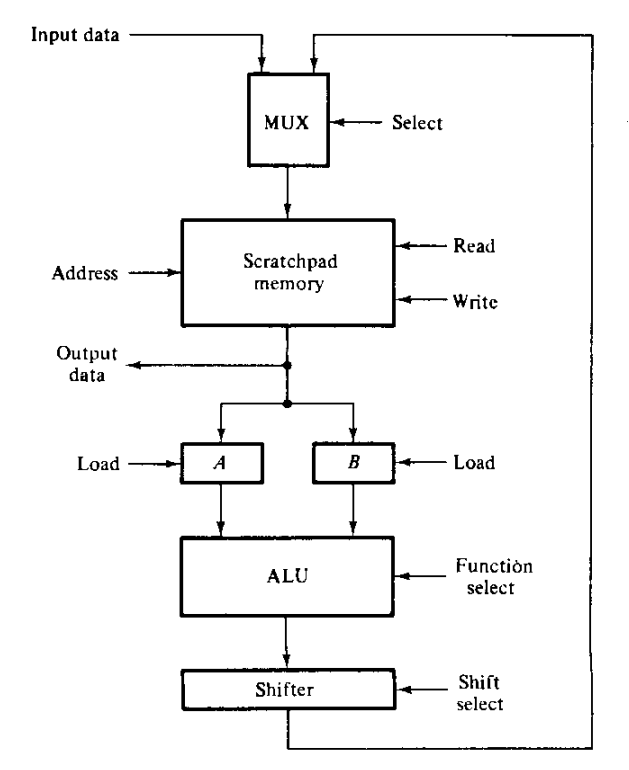 Input data
MUX
Select
Scratchpad
memory
Read
Address
Write
Output
data
Load
A
B
Load
ALU
Function
select
Shifter
Shift
select